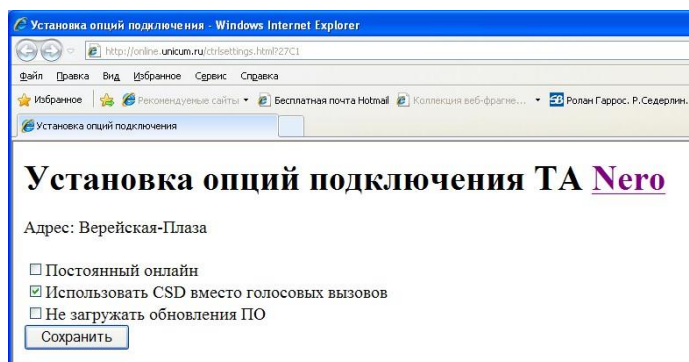 Установка опций подключения - Windows Internet Explorer
http://online.unicum.ru/ctrlsettings.html?27C1
Файл Правка Вид Избранное Сервис Справка
Избранное Рекомендуемые сайты Бесплатная почта Hotmail Коллекция веб-фрагме... Ролан Гаррос. Р.Седерлин.
Установка опций подключения
Установка опций подключения ТА Nero
Адрес: Верейская-Плаза
Постоянный онлайн
Использовать CSD вместо голосовых вызовов
Не загружать обновления ПО
Сохранить